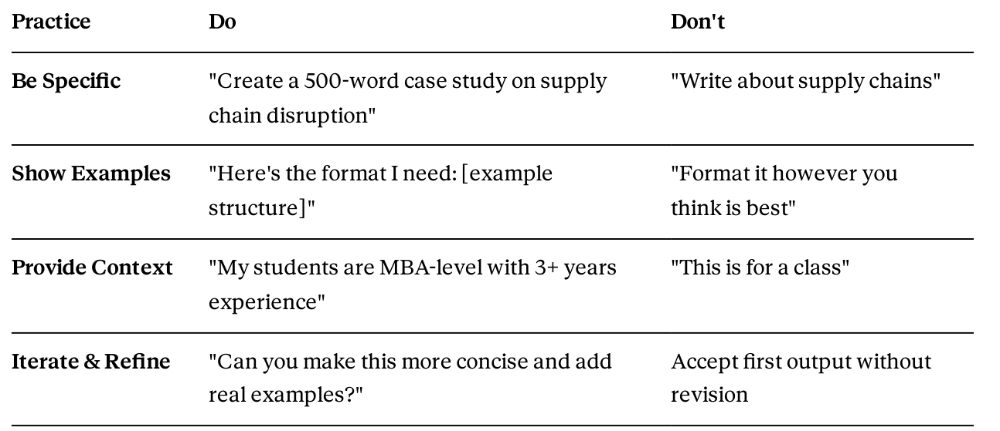 Practice Do Don't
Be Specific "Create a 500-word case study on supply "Write about supply chains"
chain disruption"
Show Examples "Here's the format I need: [example "Format it however you
structure]" think is best"
Provide Context "My students are MBA-level with 3+ years "This is for a class"
experience"
Iterate & Refine "Can you make this more concise and add Accept first output without
real examples?" revision